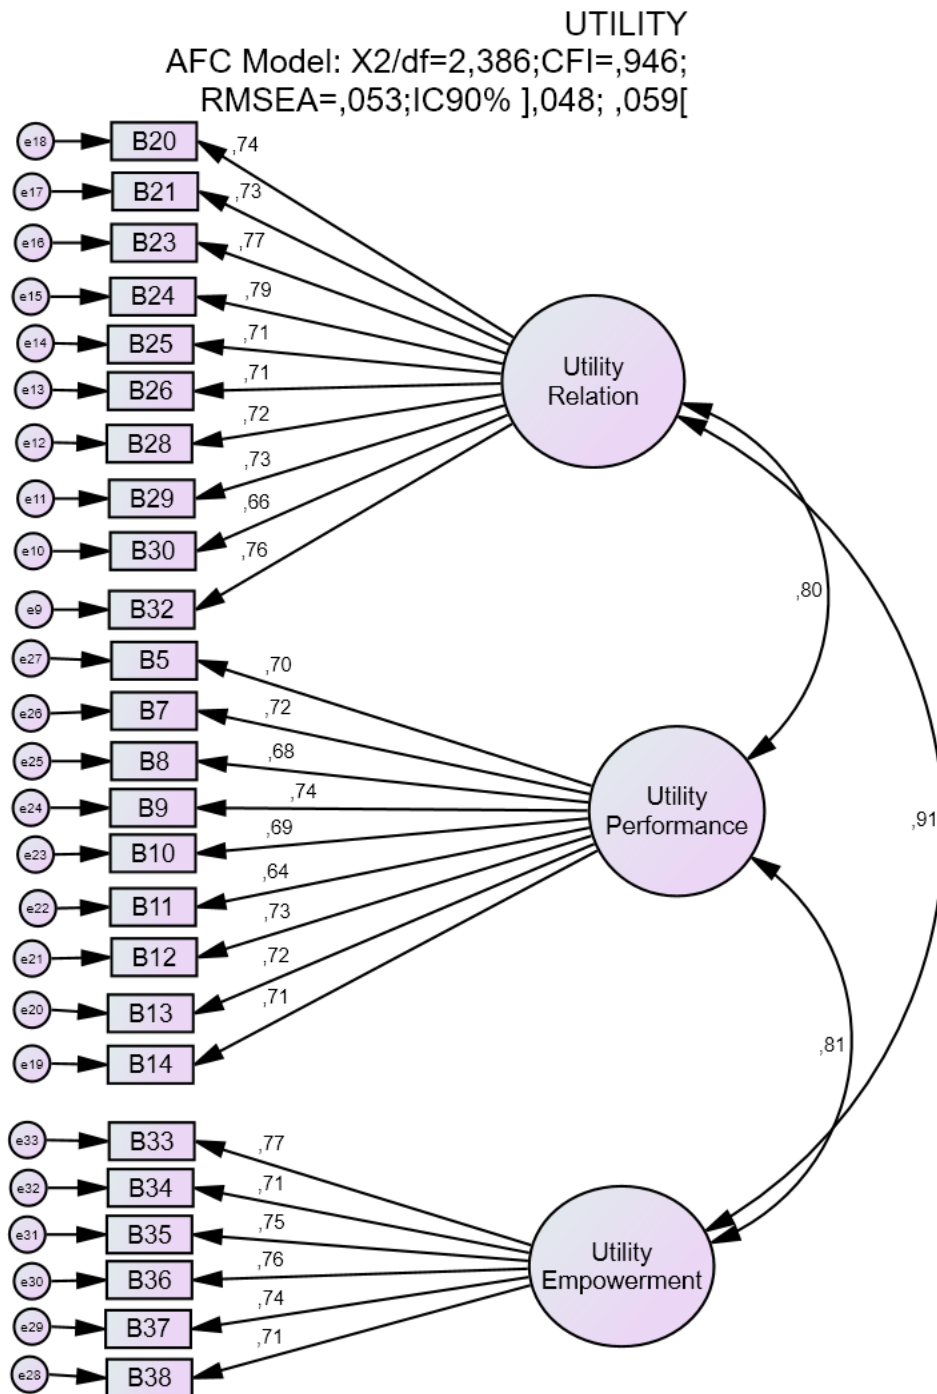 UTILITY
AFC Model: X2/df=2,386;CFI=,946;
RMSEA=,053;IC90% ],048; ,059[
e18 B20 ,74
e17 B21 ,73
e16 B23 ,77
e15 B24 ,79
e14 B25 ,71
Utility
Relation
e13 B26 ,71
e12 B28 ,72
e11 B29 ,73
e10 B30 ,66
e9 B32 ,76
,80
e27 B5 ,70
e26 B7 ,72
e25 B8 ,68
e24 B9 ,74
Utility
Performance
,91
e23 B10 ,69
e22 B11 ,64
e21 B12 ,73
e20 B13 ,72
e19 B14 ,71
,81
e33 B33 ,77
e32 B34 ,71
e31 B35 ,75
Utility
Empowerment
e30 B36 ,76
e29 B37 ,74
e28 B38 ,71